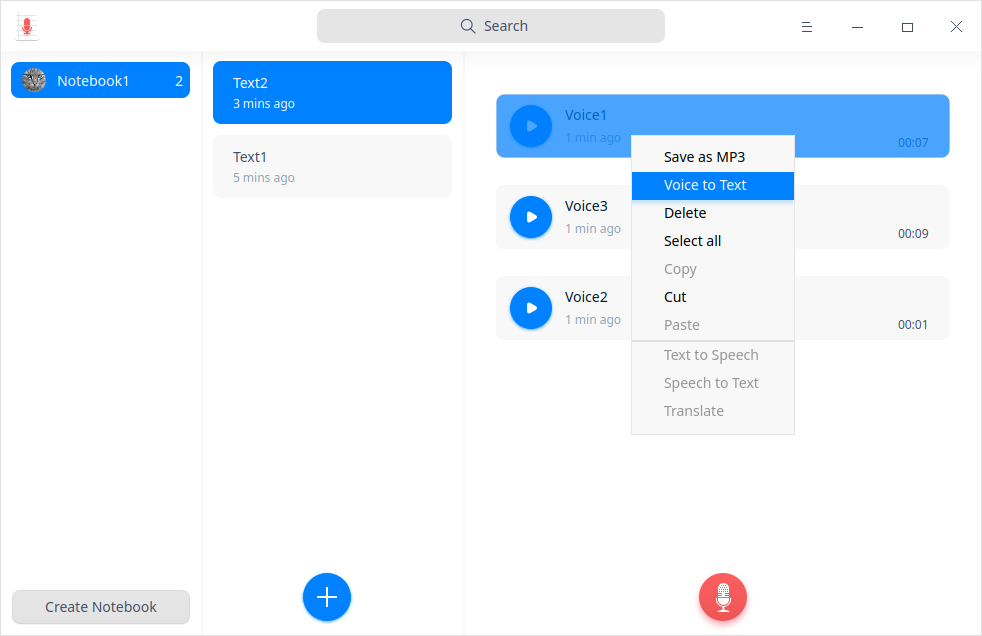 Search
Notebook1 2
Create Notebook
Text2
3 mins ago
Text1
5 mins ago
Voice1
1 min ago
00:07
Voice3
1 min ago
00:09
Voice2
1 min ago
00:01
Save as MP3
Voice to Text
Delete
Select all
Copy
Cut
Paste
Text to Speech
Speech to Text
Translate